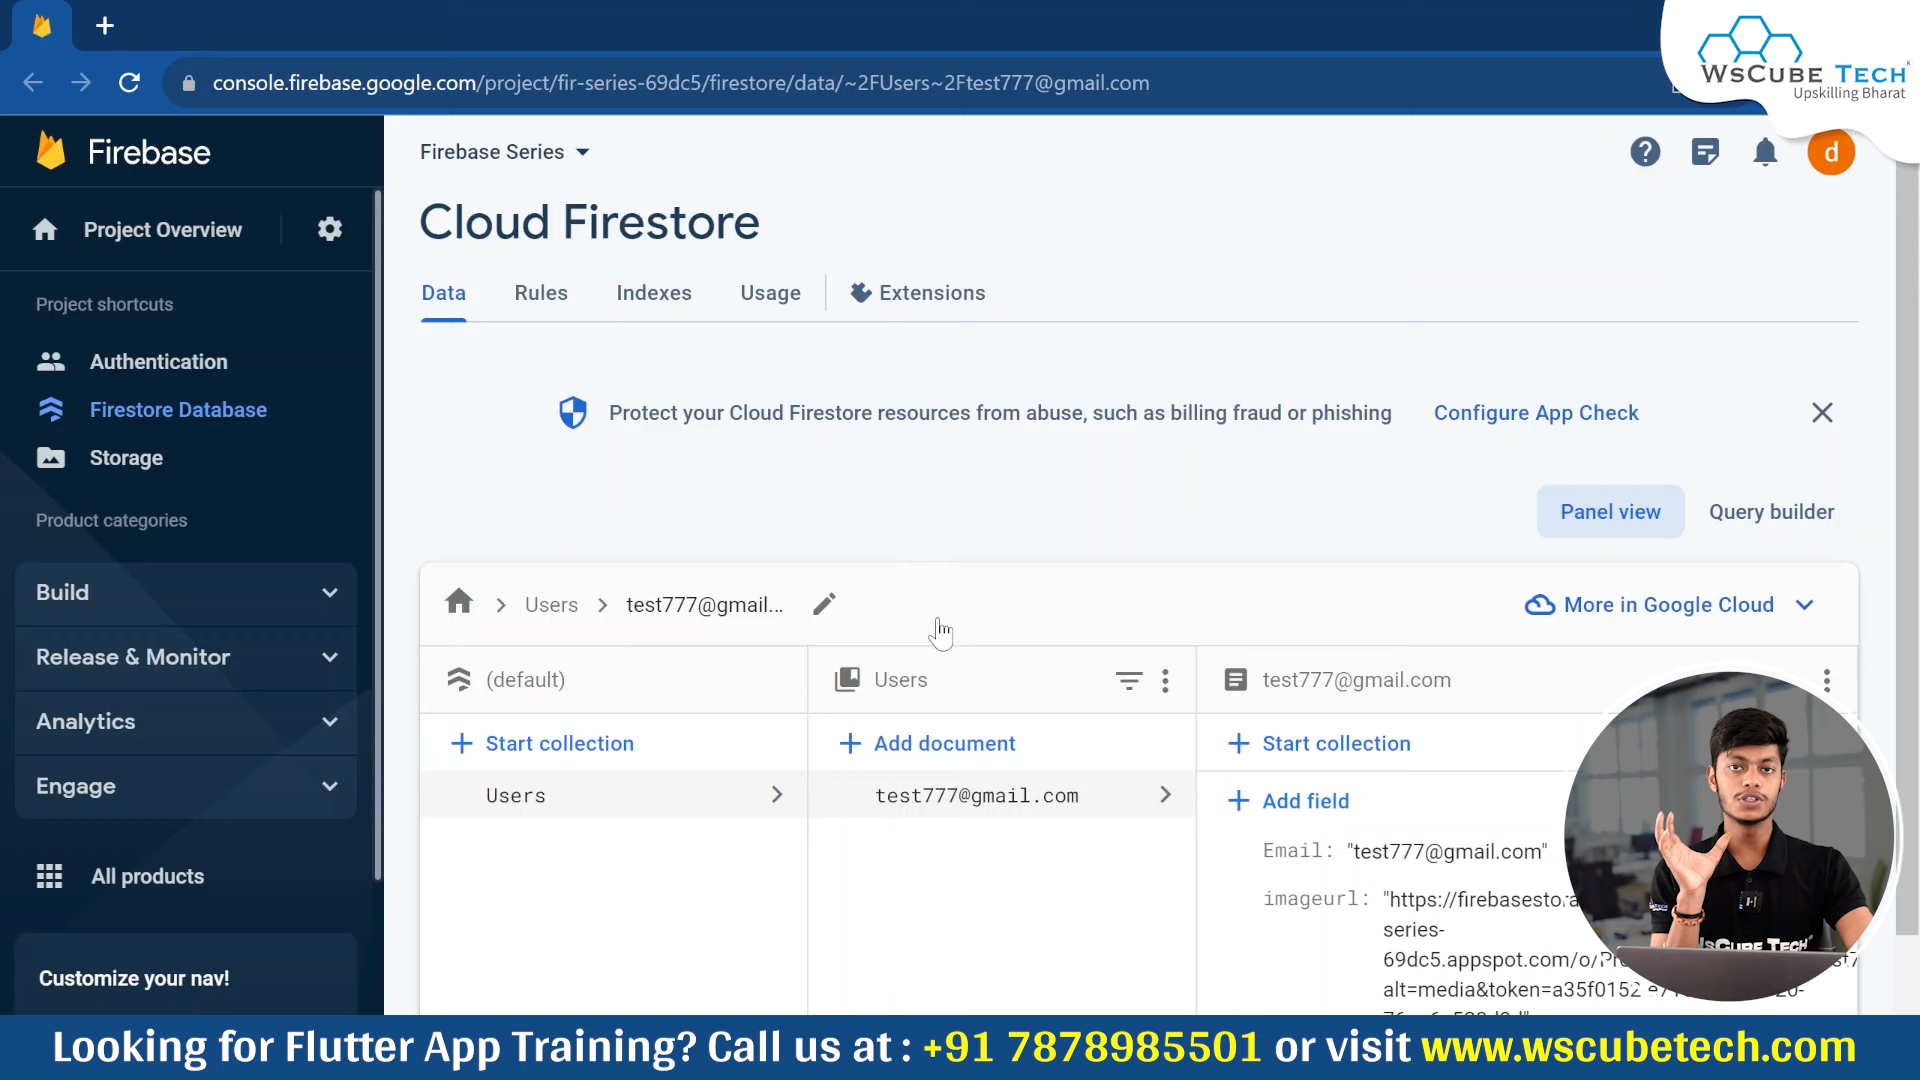 WsCube Tech
Upskilling Bharat
console.firebase.google.com/project/fir-series-69dc5/firestore/data/~2FUsers~2Ftest777@gmail.com
Firebase
Firebase Series
d
Project Overview
Cloud Firestore
Data Rules Indexes Usage Extensions
Project shortcuts
Authentication
Firestore Database
Storage
Protect your Cloud Firestore resources from abuse, such as billing fraud or phishing Configure App Check
Product categories
Panel view Query builder
Build
Release & Monitor
Analytics
Engage
All products
Customize your nav!
Users test777@gmail... More in Google Cloud
(default) Users test777@gmail.com
Start collection Add document Start collection
Users test777@gmail.com Add field
Email: "test777@gmail.com"
imageurl: "https://firebasesto
series-
69dc5.appspot.com/o/
alt=media&token=a35f0152
WsCube Tech
Looking for Flutter App Training? Call us at : +91 7878985501 or visit www.wscubetech.com